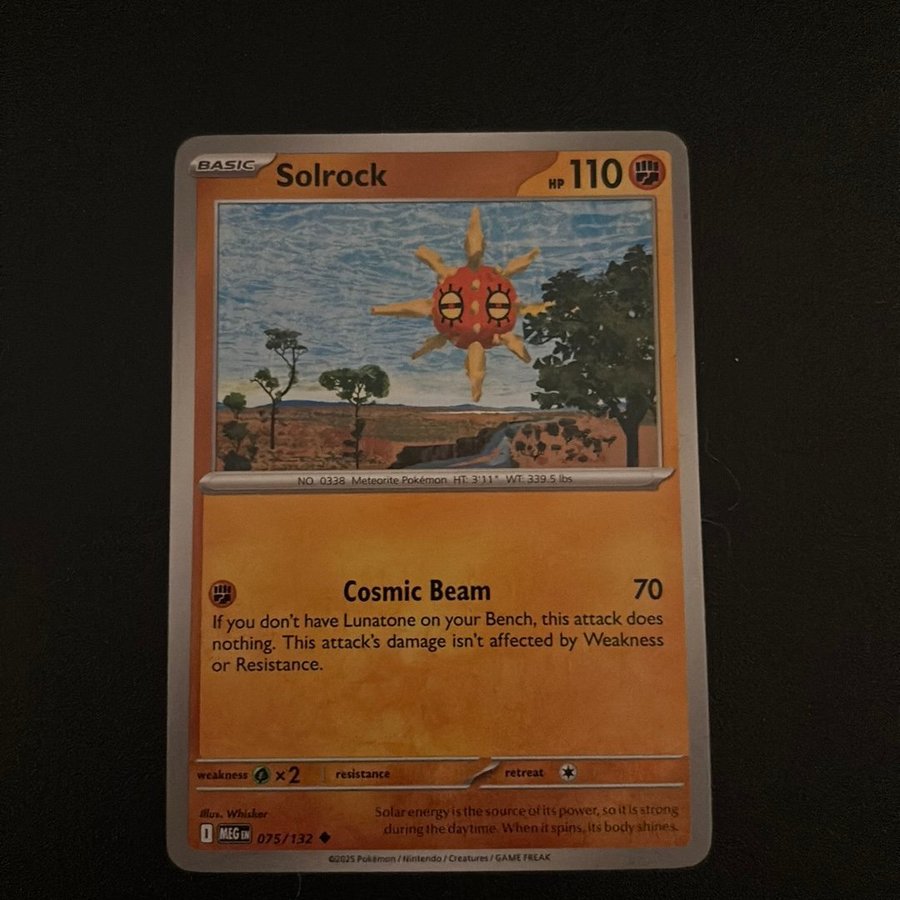 BASIC Solrock HP 110
NO. 0338 Meteorite Pokémon HT: 3'11" WT: 339.5 lbs
Cosmic Beam 70
If you don't have Lunatone on your Bench, this attack does
nothing. This attack's damage isn't affected by Weakness
or Resistance.
weakness ×2 resistance retreat
Illus. Whisker
Solar energy is the source of its power, so it is strong
during the daytime. When it spins, its body shines.
I MEG EN 075/132
©2025 Pokémon / Nintendo / Creatures / GAME FREAK